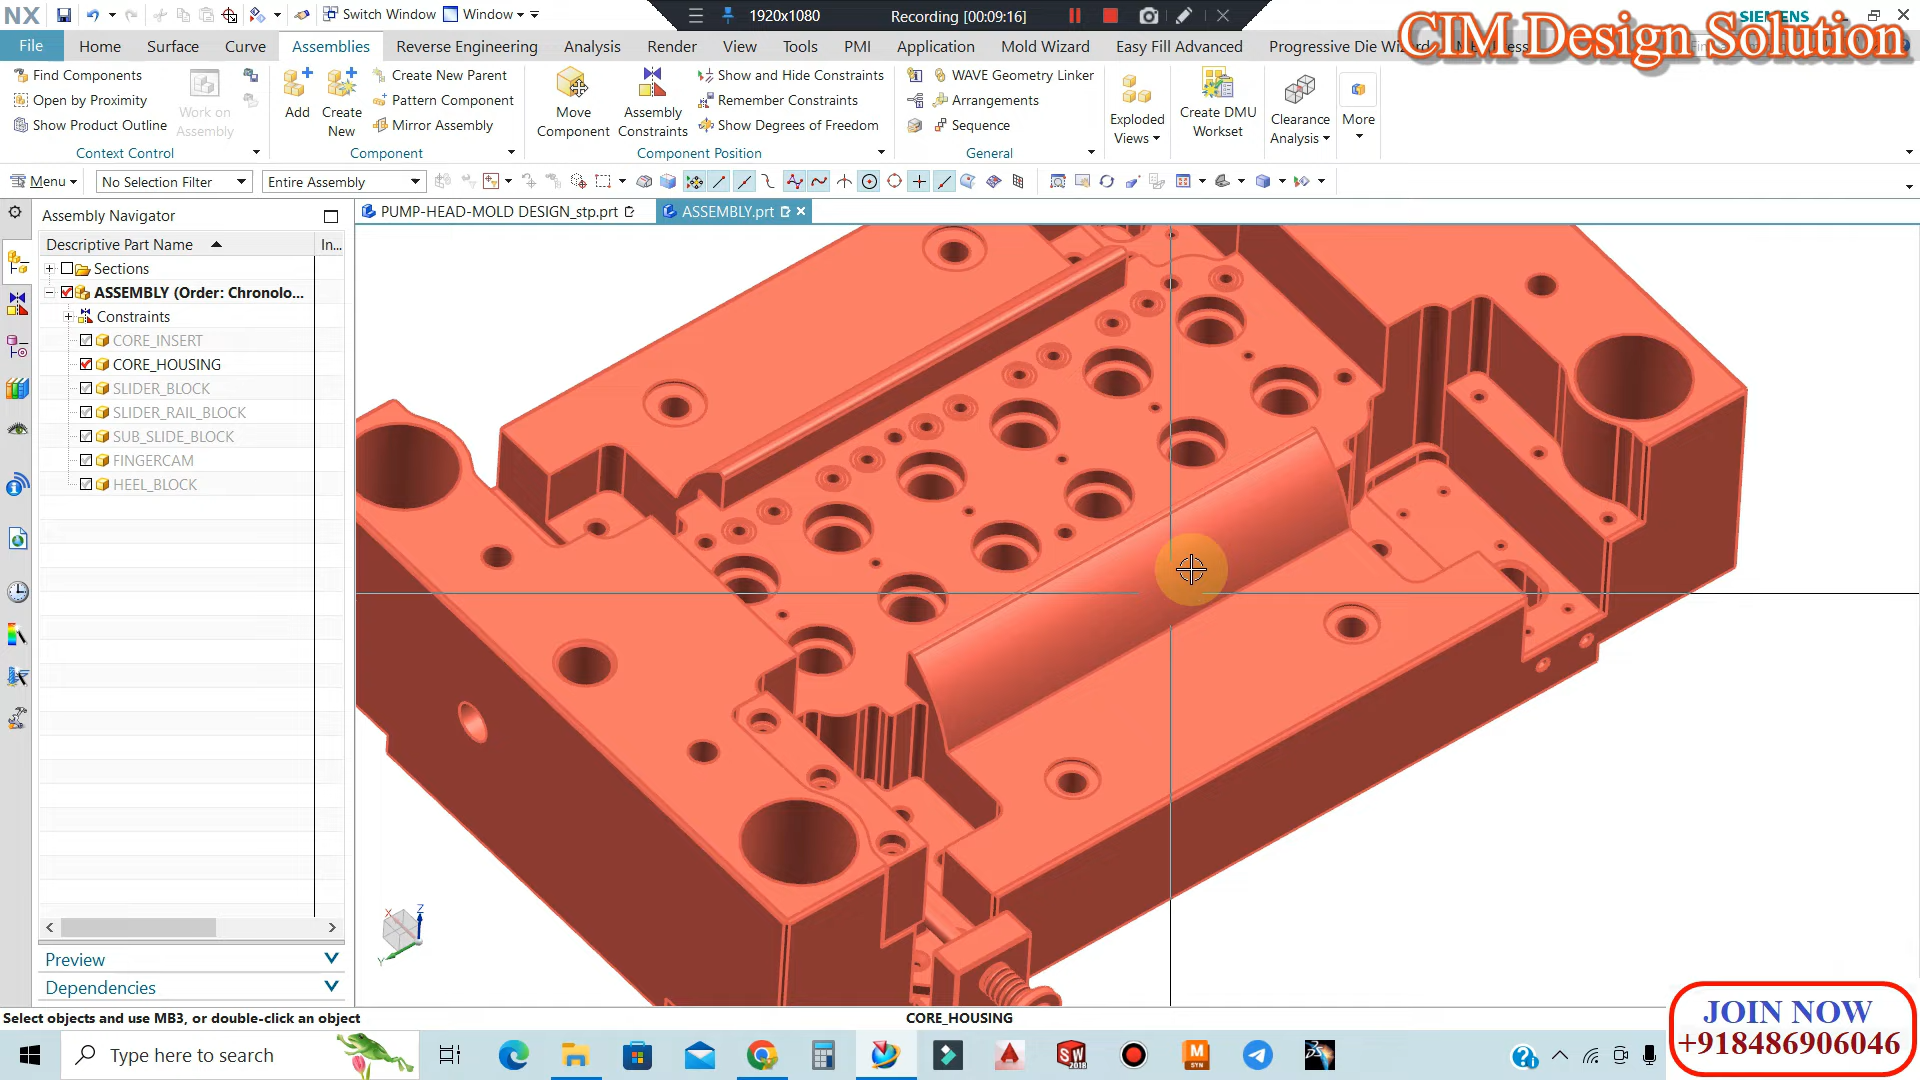 NX
Switch Window
Window
1920x1080
Recording [00:09:16]
SIEMENS
CIM Design Solution
File
Home
Surface
Curve
Assemblies
Reverse Engineering
Analysis
Render
View
Tools
PMI
Application
Mold Wizard
Easy Fill Advanced
Progressive Die Wi
Find Components
Open by Proximity
Show Product Outline
Work on
Assembly
Context Control
Add
Create
New
Create New Parent
Pattern Component
Mirror Assembly
Component
Move
Component
Assembly
Constraints
Show and Hide Constraints
Remember Constraints
Show Degrees of Freedom
Component Position
WAVE Geometry Linker
Arrangements
Sequence
General
Exploded
Views
Create DMU
Workset
Clearance
Analysis
More
Menu
No Selection Filter
Entire Assembly
Assembly Navigator
PUMP-HEAD-MOLD DESIGN_stp.prt
ASSEMBLY.prt
Descriptive Part Name
In...
Sections
ASSEMBLY (Order: Chronolo...
Constraints
CORE_INSERT
CORE_HOUSING
SLIDER_BLOCK
SLIDER_RAIL_BLOCK
SUB_SLIDE_BLOCK
FINGERCAM
HEEL_BLOCK
X
Z
Y
Preview
Dependencies
Select objects and use MB3, or double-click an object
CORE_HOUSING
JOIN NOW
+918486906046
Type here to search
SW
2018
M
SYN